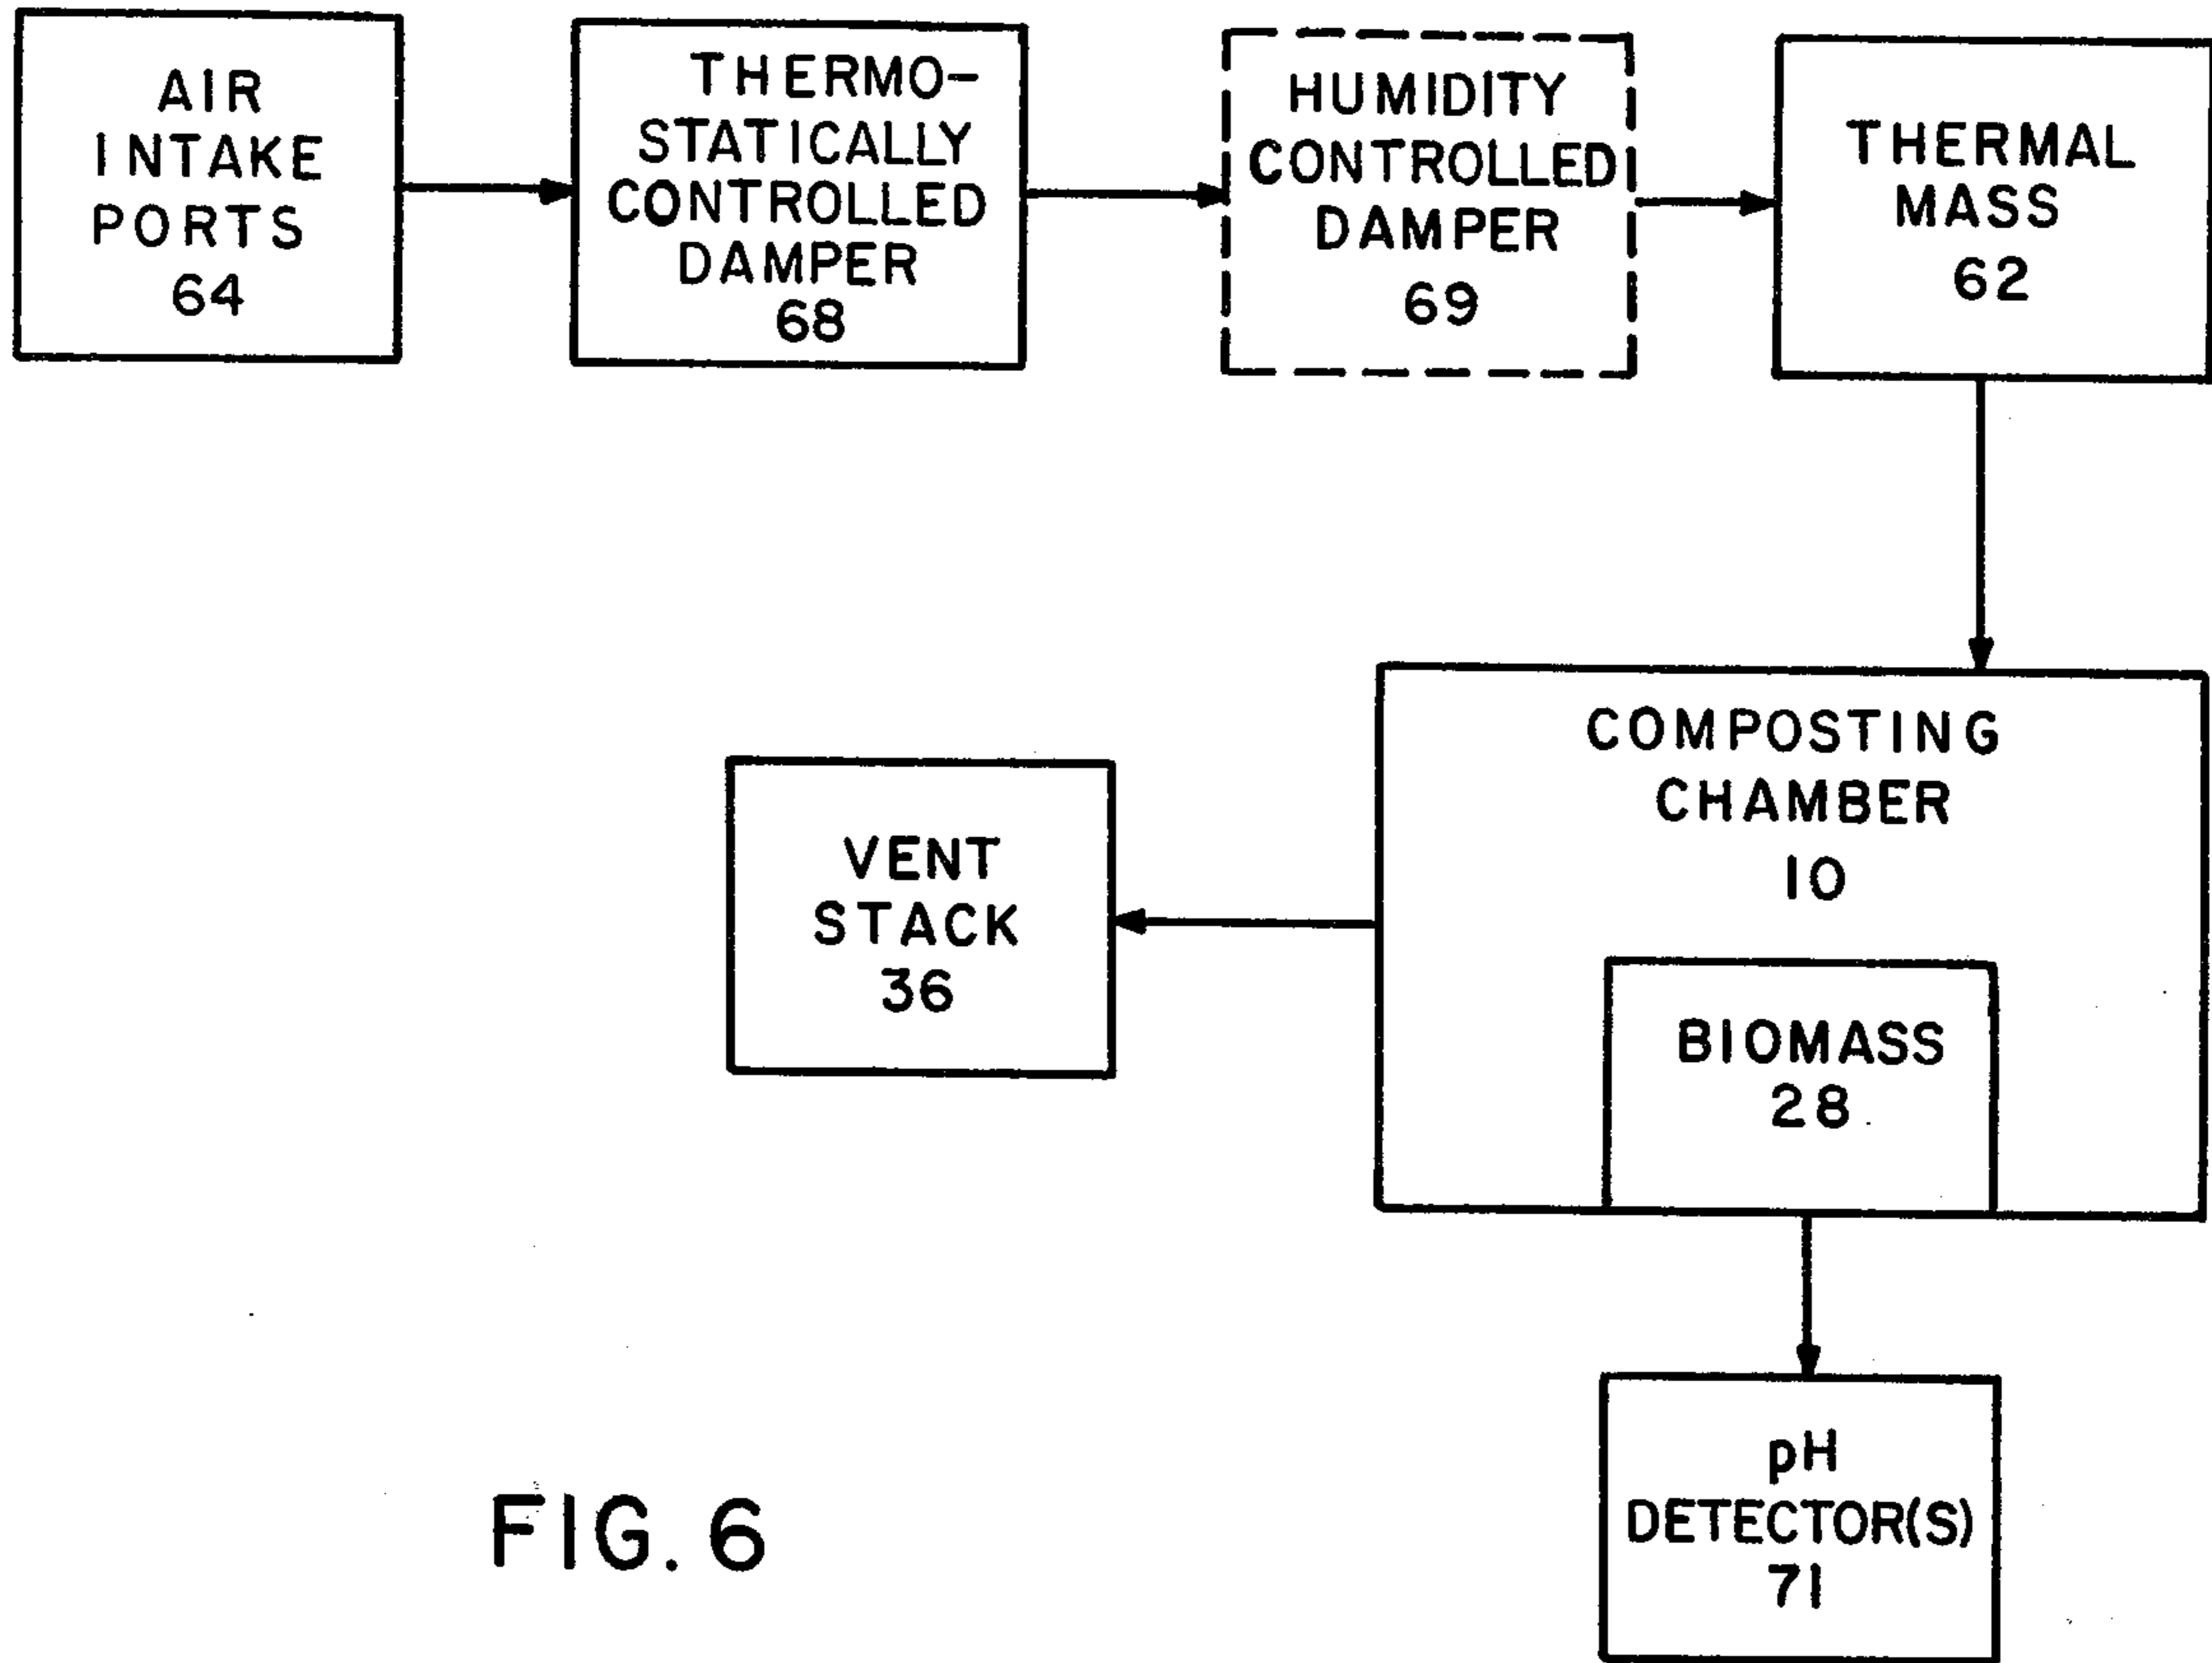 AIR
INTAKE
PORTS
64
THERMO-
STATICALLY
CONTROLLED
DAMPER
68
HUMIDITY
CONTROLLED
DAMPER
69
THERMAL
MASS
62
COMPOSTING
CHAMBER
10
VENT
STACK
36
BIOMASS
28
pH
DETECTOR(S)
71
FIG. 6